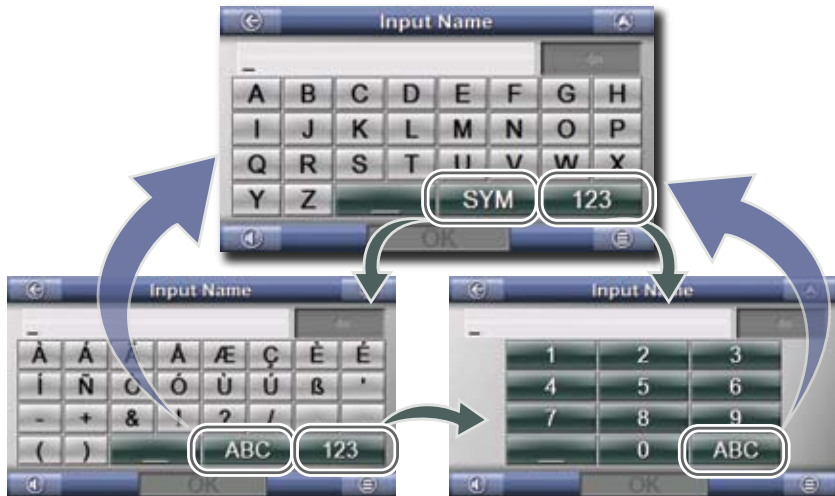 Input Name
_
A B C D E F G H
I J K L M N O P
Q R S T U V W X
Y Z _ SYM 123
OK
Input Name
_
À Á Å Æ Ç È É
Í Ñ Ó Ù Ú ß '
- + & ! ? /
( ) _ ABC 123
OK
Input Name
_
1 2 3
4 5 6
7 8 9
_ 0 ABC
OK